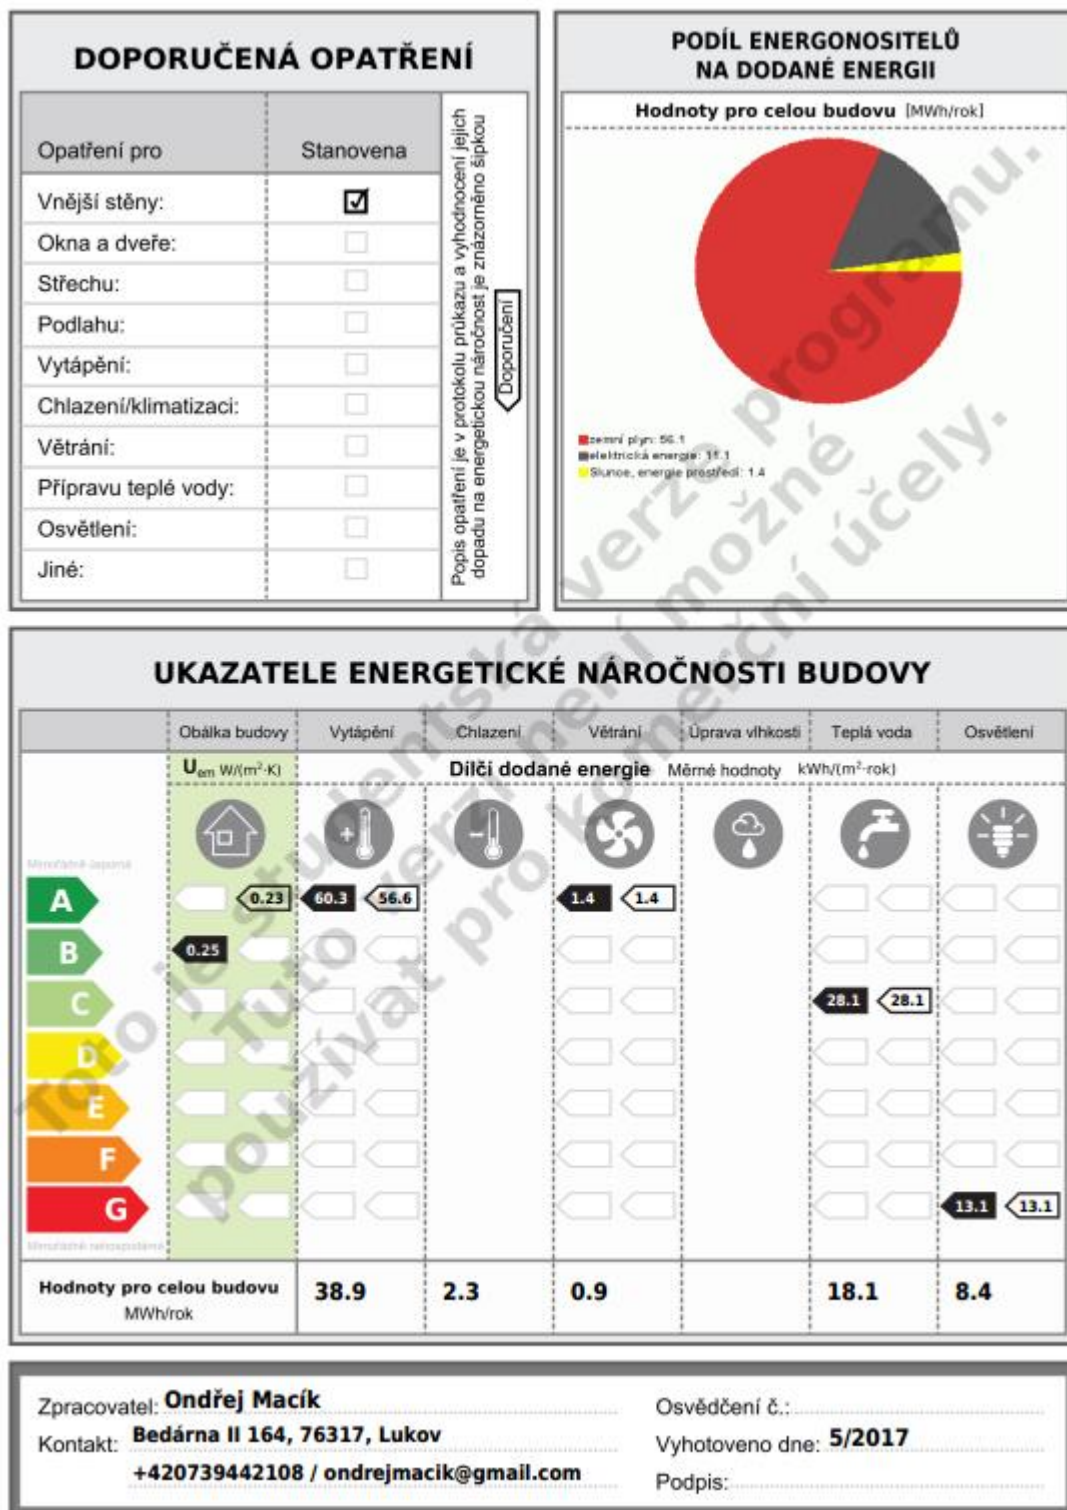 DOPORUČENÁ OPATŘENÍ
Opatření pro Stanovena
Vnější stěny:
Okna a dveře:
Střechu:
Podlahu:
Vytápění:
Chlazení/klimatizaci:
Větrání:
Přípravu teplé vody:
Osvětlení:
Jiné:
Popis opatření je v protokolu průkazu a vyhodnocení jejich
dopadu na energetickou náročnost je znázorněno šipkou
Doporučení
PODÍL ENERGONOSITELŮ
NA DODANÉ ENERGII
Hodnoty pro celou budovu [MWh/rok]
zemní plyn: 56.1
elektrická energie: 11.1
Slunce, energie prostředí: 1.4
UKAZATELE ENERGETICKÉ NÁROČNOSTI BUDOVY
Obálka budovy Vytápění Chlazení Větrání Úprava vlhkosti Teplá voda Osvětlení
Uem W/(m²·K) Dílčí dodané energie Měrné hodnoty kWh/(m²·rok)
Mimořádně úsporná
A 0.23 60.3 56.6 1.4 1.4
B 0.25
C 28.1 28.1
D
E
F
G 13.1 13.1
Mimořádně nehospodárná
Hodnoty pro celou budovu
MWh/rok
38.9 2.3 0.9 18.1 8.4
Zpracovatel: Ondřej Macík
Kontakt: Bedárna II 164, 76317, Lukov
+420739442108 / ondrejmacik@gmail.com
Osvědčení č.:
Vyhotoveno dne: 5/2017
Podpis:
Toto je studentská verze programu.
Tuto verzi není možné
používat pro komerční účely.